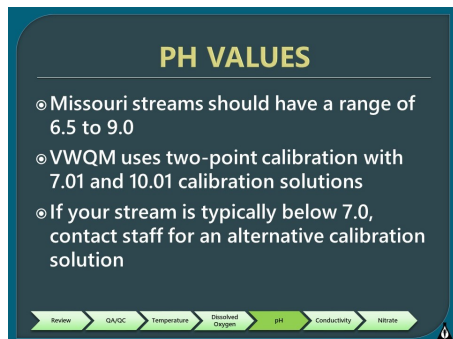 PH VALUES
Missouri streams should have a range of
6.5 to 9.0
VWQM uses two-point calibration with
7.01 and 10.01 calibration solutions
If your stream is typically below 7.0,
contact staff for an alternative calibration
solution
Review QA/QC Temperature Dissolved Oxygen pH Conductivity Nitrate